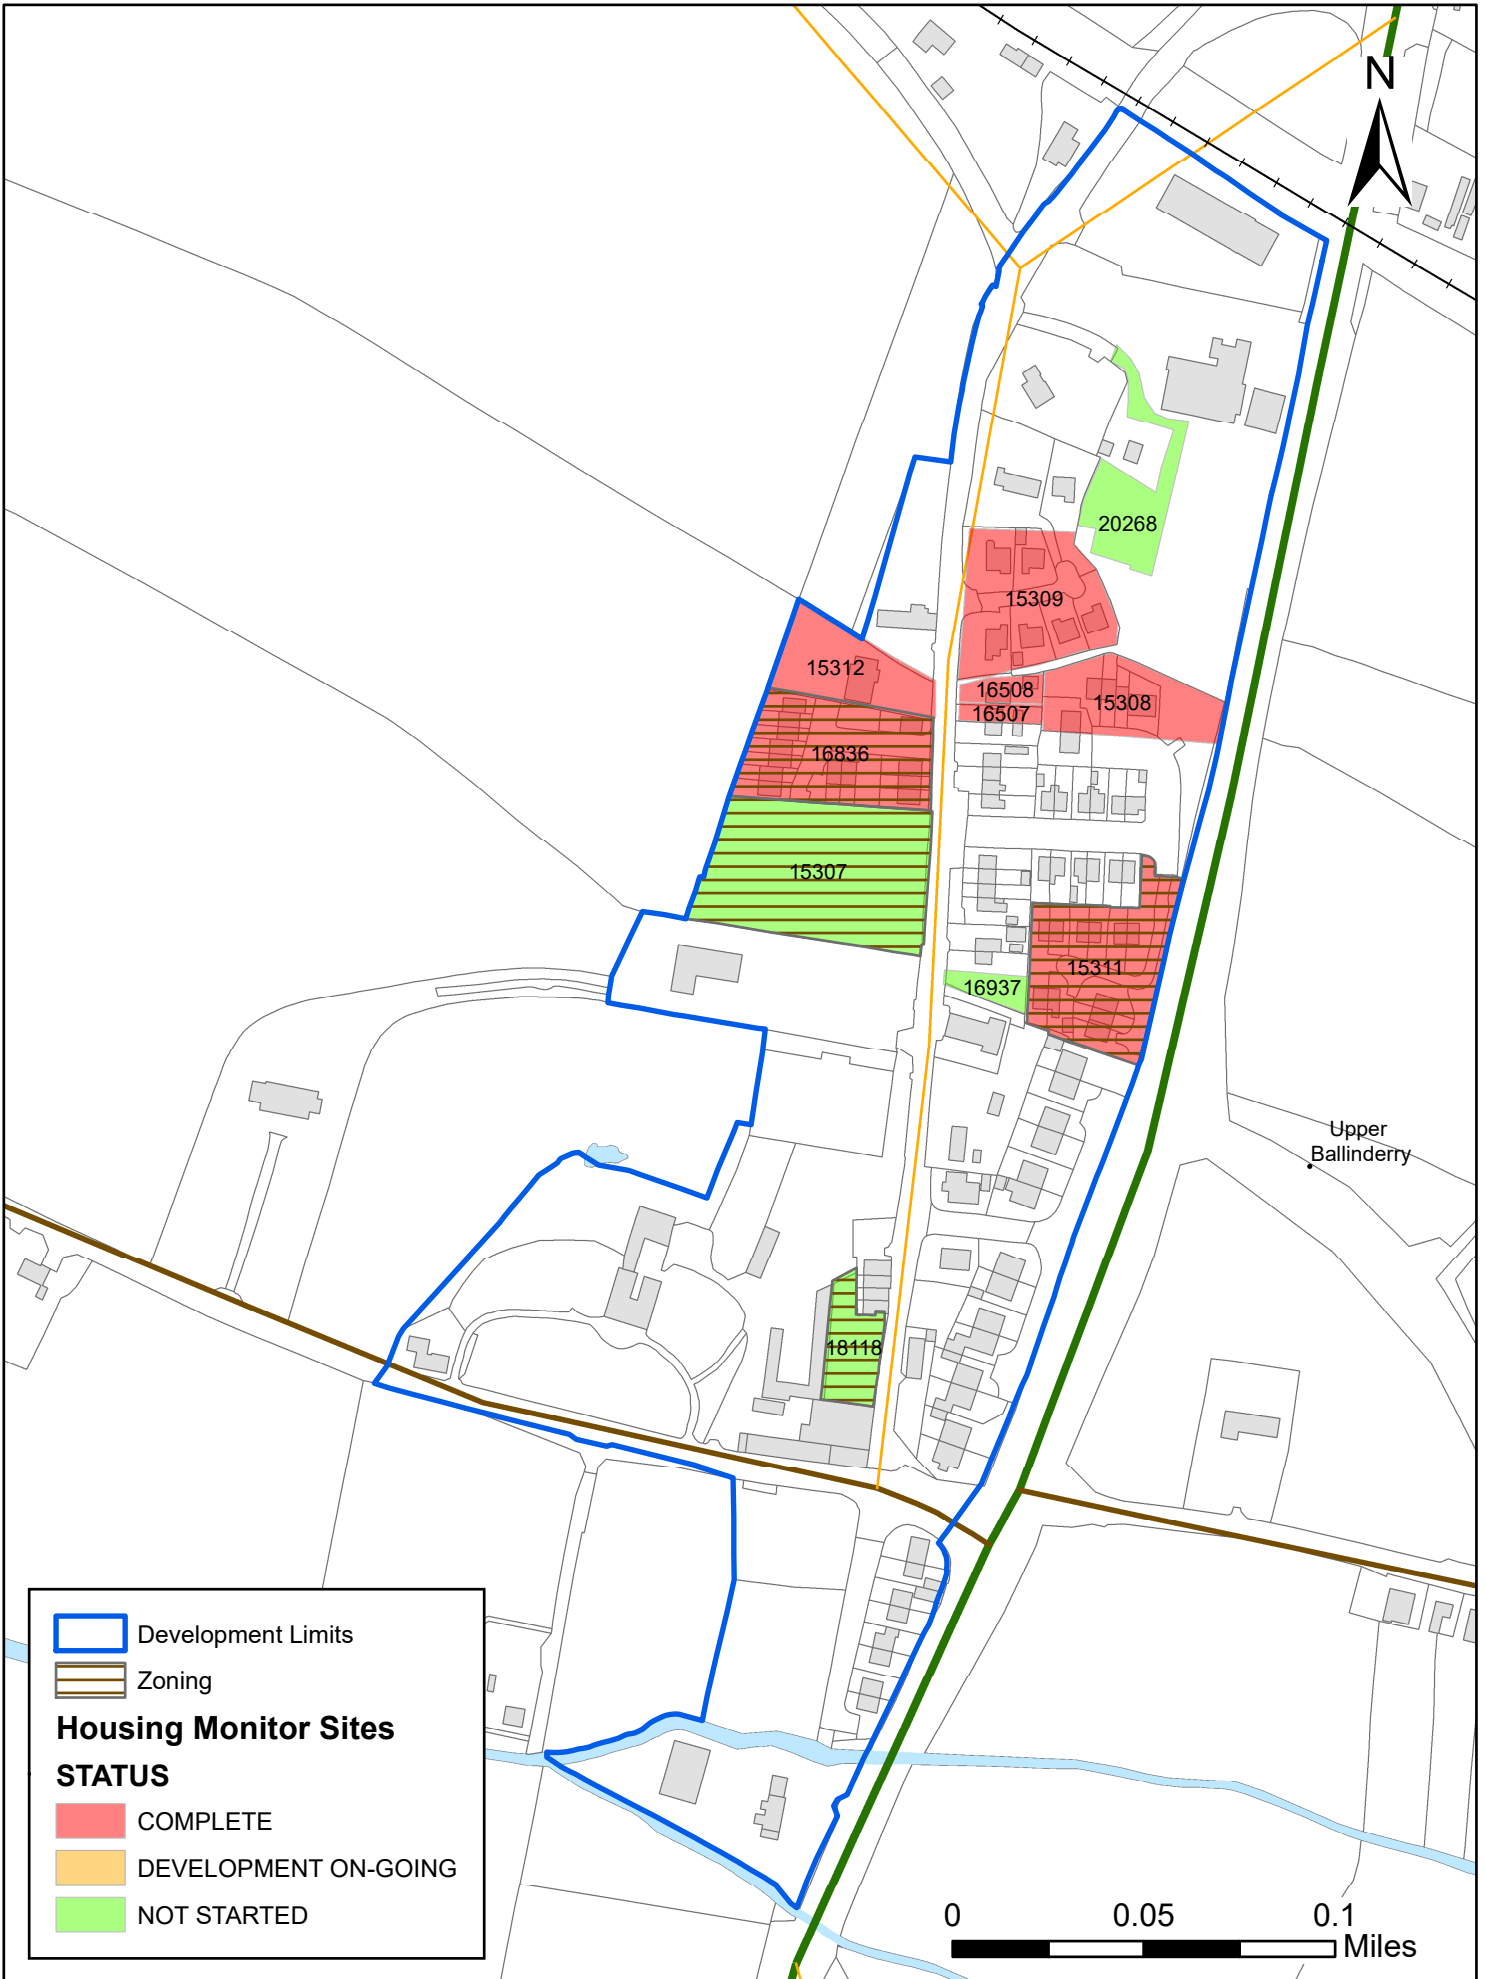 N
20268
15309
15312
16508
15308
16507
16836
15307
15311
16937
Upper
Ballinderry
18118
Development Limits
Zoning
Housing Monitor Sites
STATUS
COMPLETE
DEVELOPMENT ON-GOING
NOT STARTED
0 0.05 0.1
Miles